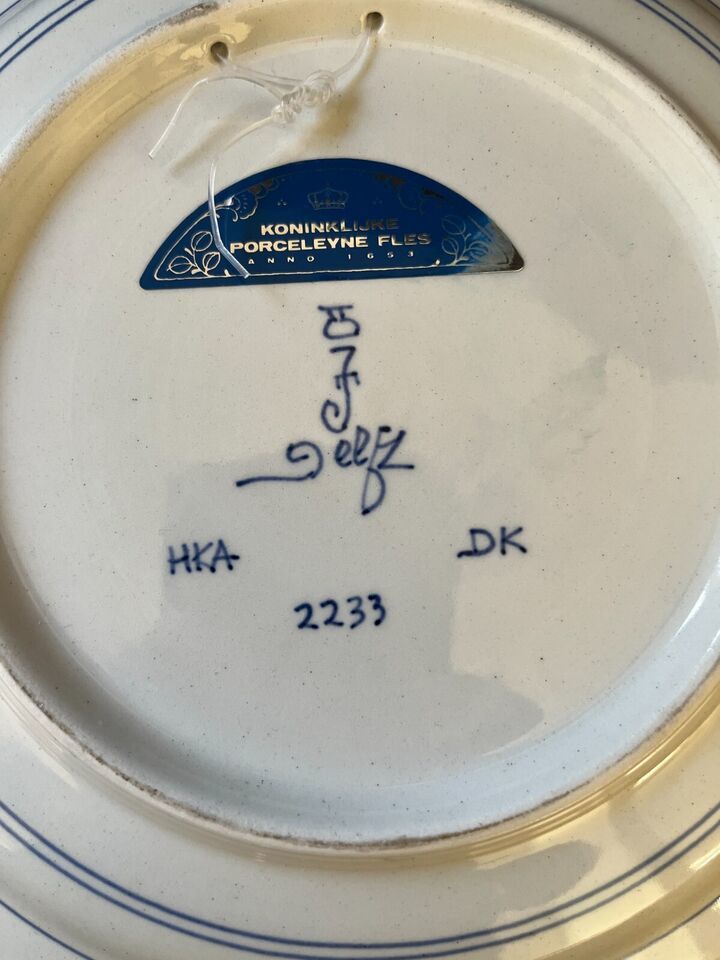 KONINKLIJKE
PORCELEYNE FLES
ANNO 1653
Delft
HKA DK
2233